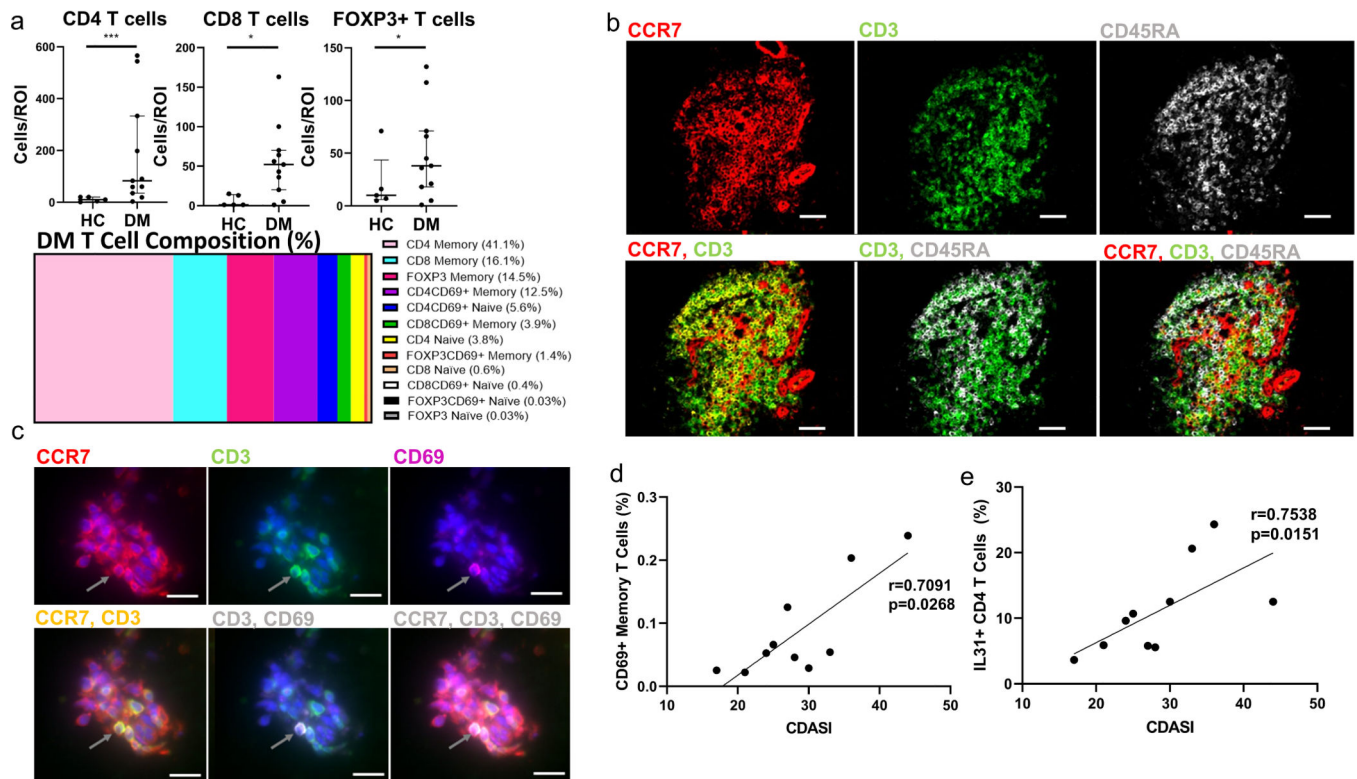 a
CD4 T cells
CD8 T cells
FOXP3+ T cells
***
*
*
Cells/ROI
600
400
200
0
HC
DM
Cells/ROI
200
150
100
50
0
HC
DM
Cells/ROI
150
100
50
0
HC
DM
DM T Cell Composition (%)
CD4 Memory (41.1%)
CD8 Memory (16.1%)
FOXP3 Memory (14.5%)
CD4CD69+ Memory (12.5%)
CD4CD69+ Naïve (5.6%)
CD8CD69+ Memory (3.9%)
CD4 Naïve (3.8%)
FOXP3CD69+ Memory (1.4%)
CD8 Naïve (0.6%)
CD8CD69+ Naïve (0.4%)
FOXP3CD69+ Naïve (0.03%)
FOXP3 Naïve (0.03%)
b
CCR7
CD3
CD45RA
CCR7, CD3
CD3, CD45RA
CCR7, CD3, CD45RA
c
CCR7
CD3
CD69
CCR7, CD3
CD3, CD69
CCR7, CD3, CD69
d
CD69+ Memory T Cells (%)
0.3
0.2
0.1
0.0
10
20
30
40
50
CDASI
r=0.7091
p=0.0268
e
IL31+ CD4 T Cells (%)
30
20
10
0
10
20
30
40
50
CDASI
r=0.7538
p=0.0151